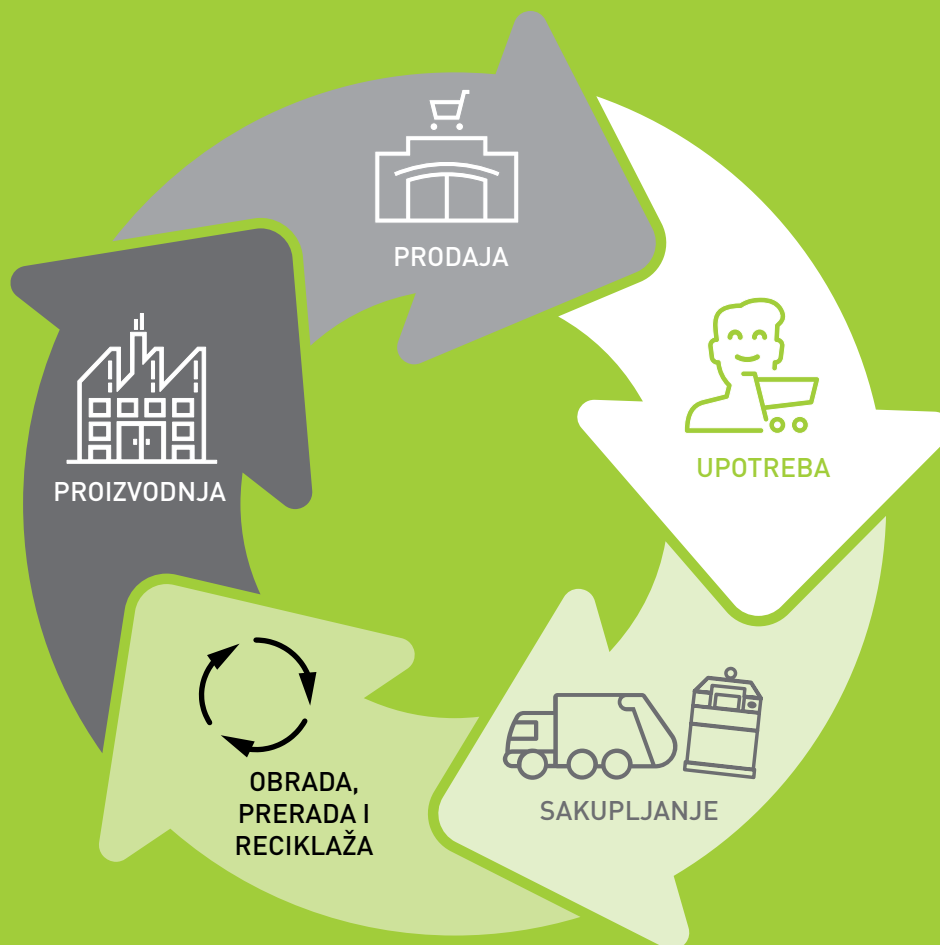 PRODAJA
UPOTREBA
SAKUPLJANJE
OBRADA,
PRERADA I
RECIKLAŽA
PROIZVODNJA